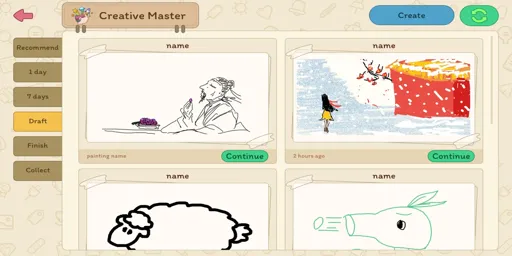 Creative Master
Create
Recommend
1 day
7 days
Draft
Finish
Collect
name
painting name
Continue
name
2 hours ago
Continue
name
name